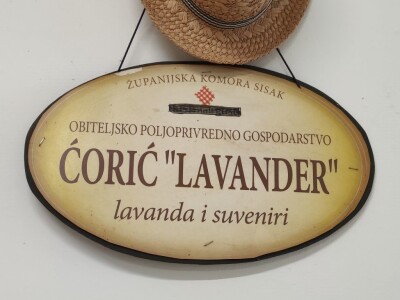 ŽUPANIJSKA KOMORA SISAK
OBITELJSKO POLJOPRIVREDNO GOSPODARSTVO
ĆORIĆ "LAVANDER"
lavanda i suveniri